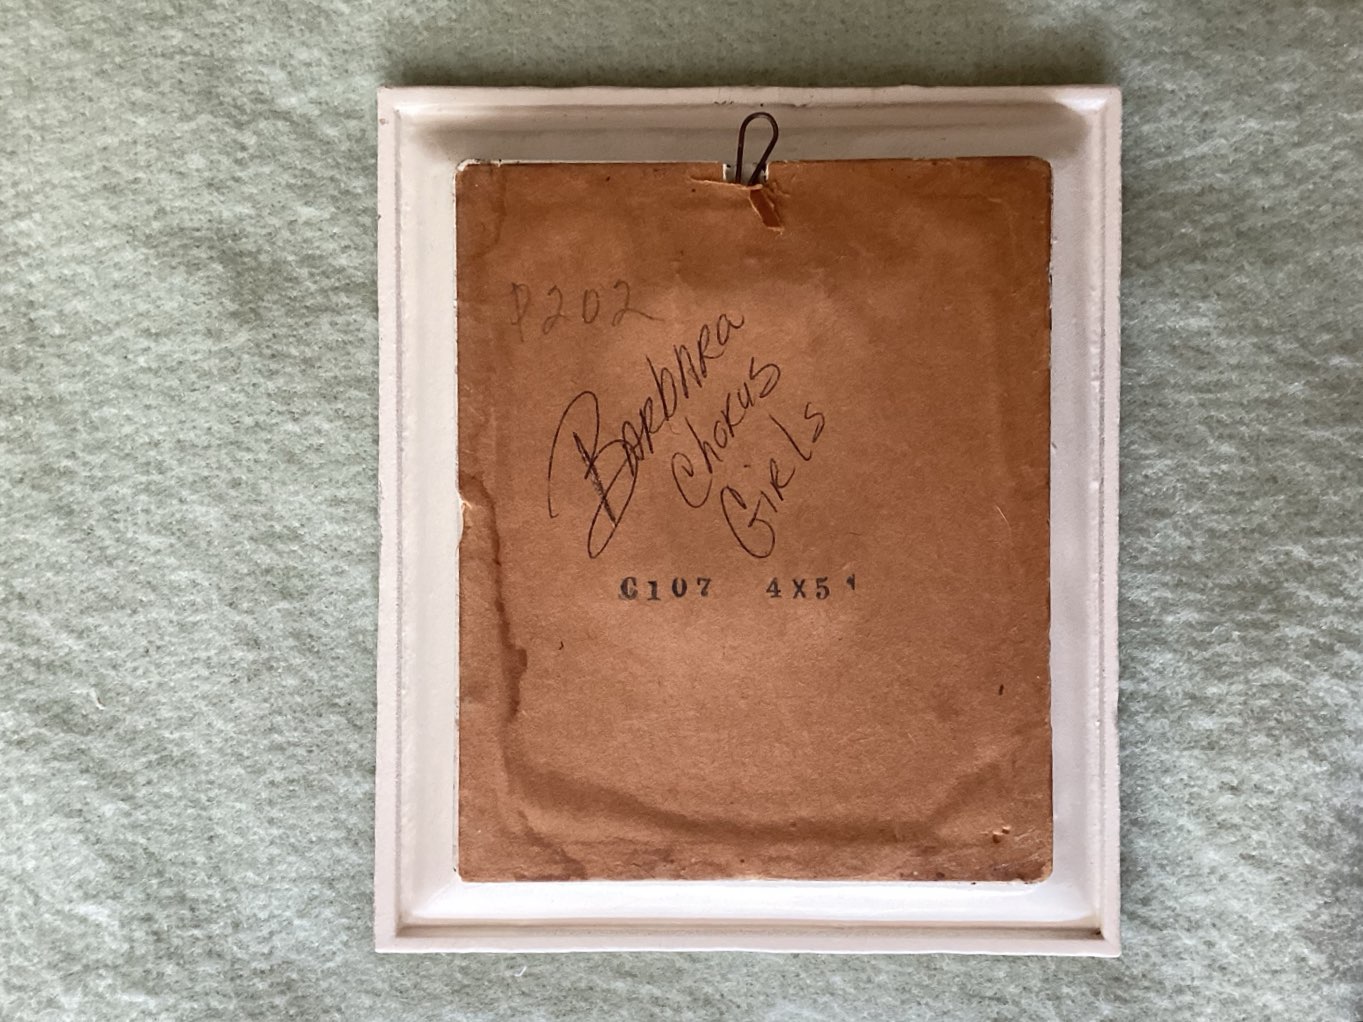 P202
Barbara
Chorus
Girls
C107 4X5